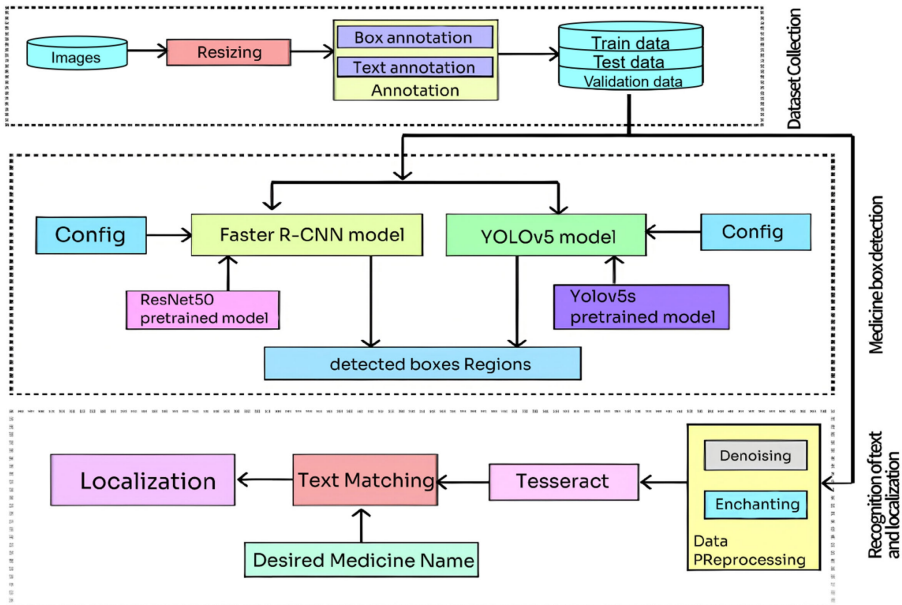 Images
Resizing
Box annotation
Text annotation
Annotation
Train data
Test data
Validation data
Dataset Collection
Config
Faster R-CNN model
YOLOv5 model
Config
ResNet50
pretrained model
Yolov5s
pretrained model
detected boxes Regions
Medicine box detection
Localization
Text Matching
Tesseract
Denoising
Enchanting
Data
PReprocessing
Desired Medicine Name
Recognition of text
and localization